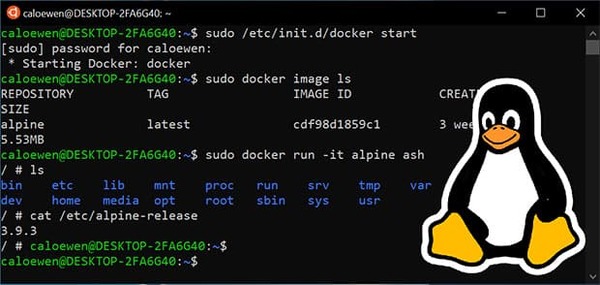 caloewen@DESKTOP-2FA6G40: ~
caloewen@DESKTOP-2FA6G40:~$ sudo /etc/init.d/docker start
[sudo] password for caloewen:
 * Starting Docker: docker
caloewen@DESKTOP-2FA6G40:~$ sudo docker image ls
REPOSITORY TAG IMAGE ID
SIZE
alpine latest cdf98d1859c1 3
5.53MB
caloewen@DESKTOP-2FA6G40:~$ sudo docker run -it alpine ash
/ # ls
bin etc lib mnt proc run srv tmp var
dev home media opt root sbin sys usr
/ # cat /etc/alpine-release
3.9.3
/ # caloewen@DESKTOP-2FA6G40:~$
caloewen@DESKTOP-2FA6G40:~$